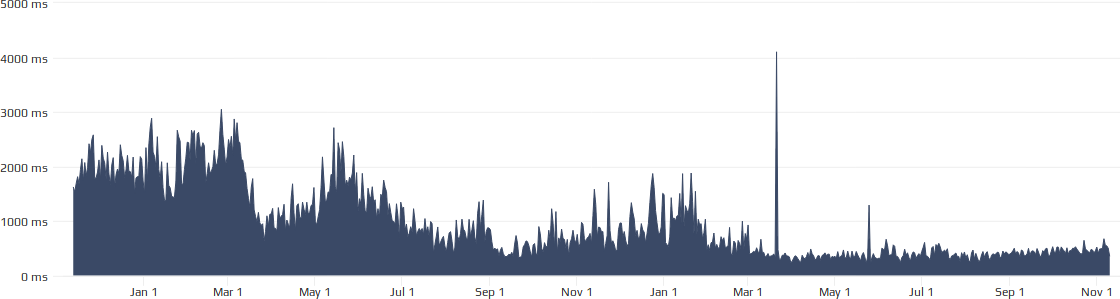 5000 ms
4000 ms
3000 ms
2000 ms
1000 ms
0 ms
Jan 1 Mar 1 May 1 Jul 1 Sep 1 Nov 1 Jan 1 Mar 1 May 1 Jul 1 Sep 1 Nov 1